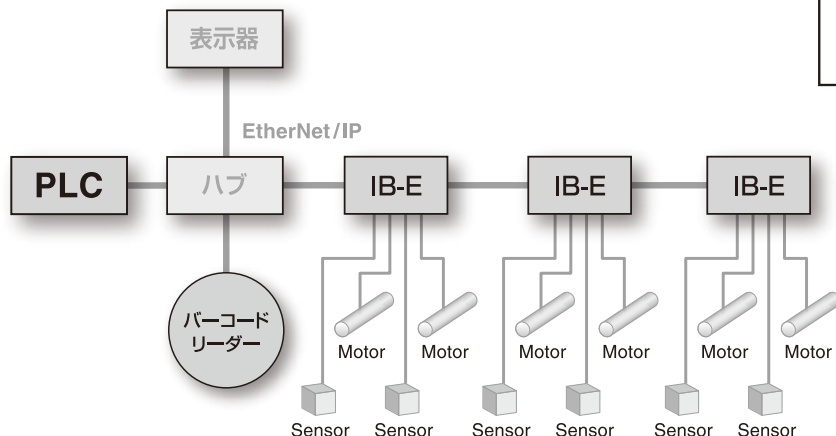 表示器
EtherNet/IP
PLC
ハブ
IB-E
IB-E
IB-E
バーコード
リーダー
Motor
Motor
Motor
Motor
Motor
Motor
Sensor
Sensor
Sensor
Sensor
Sensor
Sensor